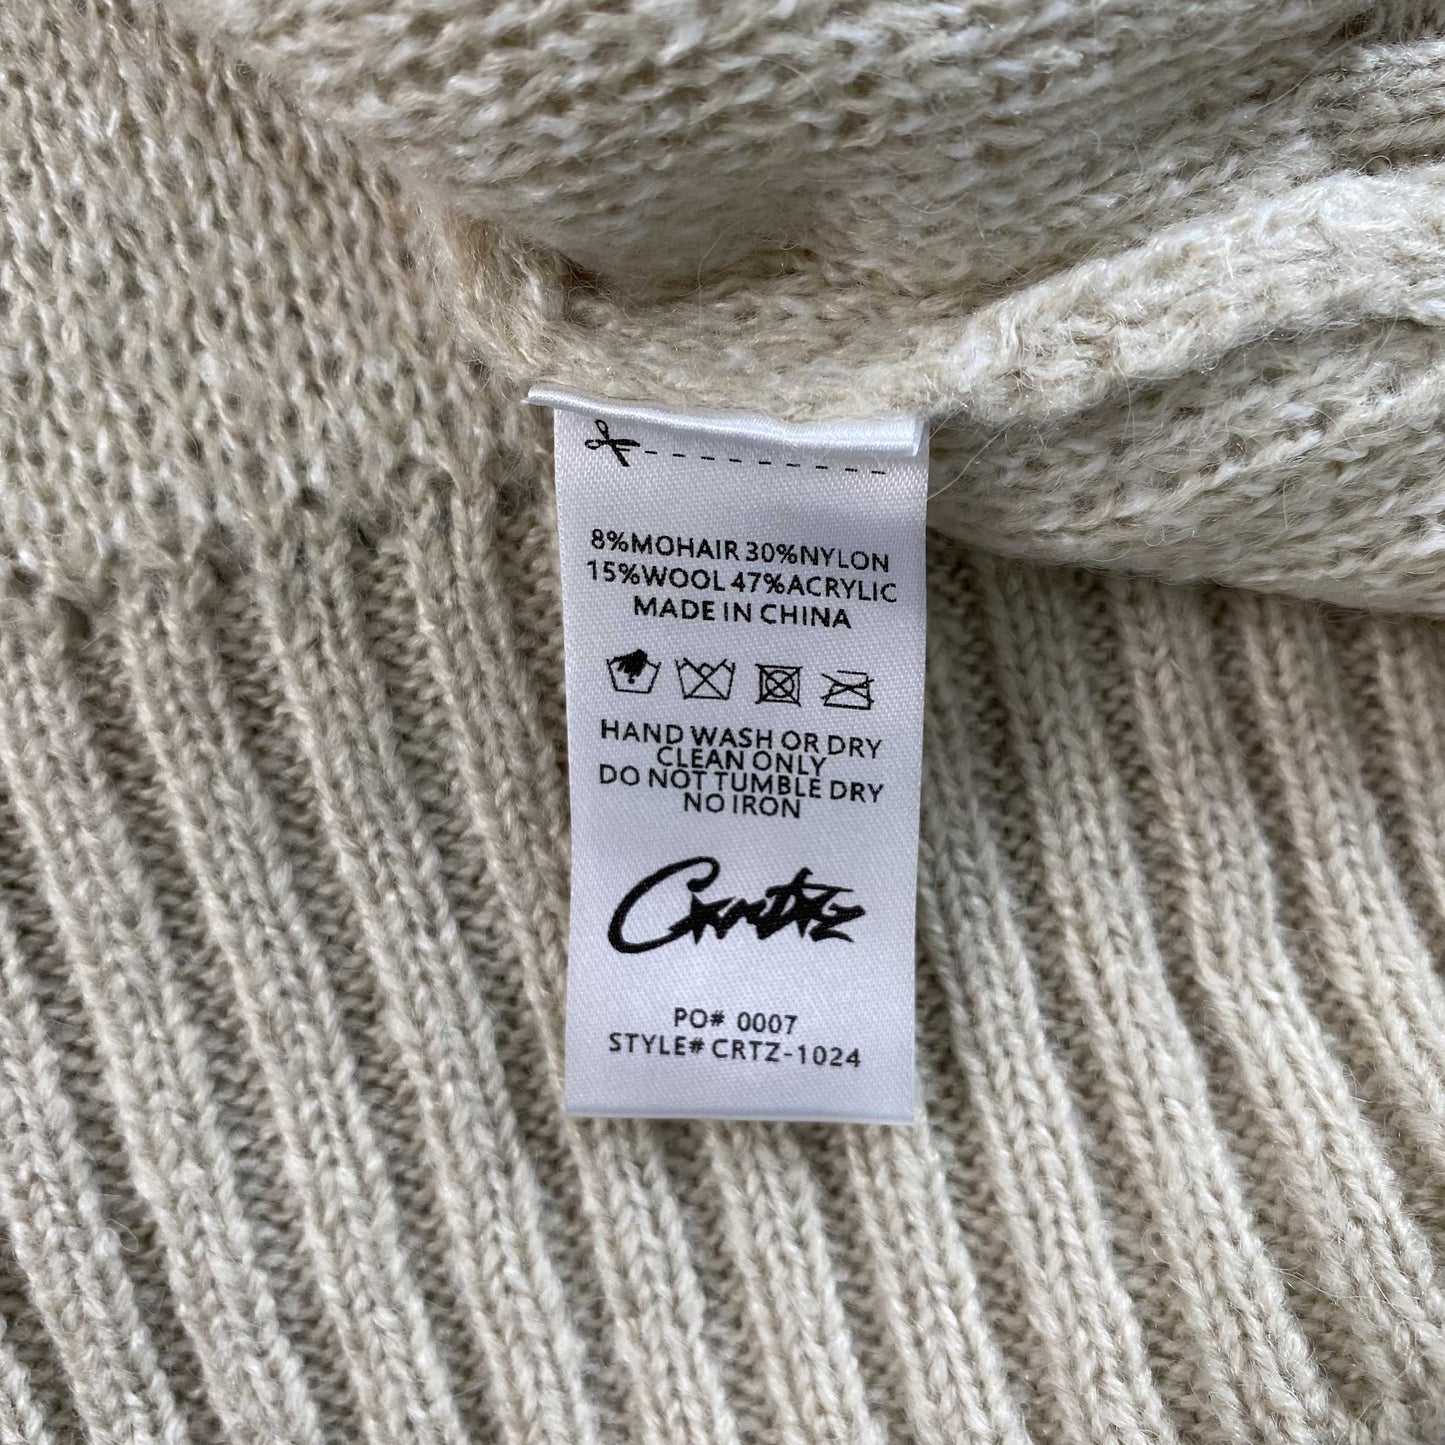 8%MOHAIR 30%NYLON
15%WOOL 47%ACRYLIC
MADE IN CHINA
HAND WASH OR DRY
CLEAN ONLY
DO NOT TUMBLE DRY
NO IRON
Crtz
PO# 0007
STYLE# CRTZ-1024